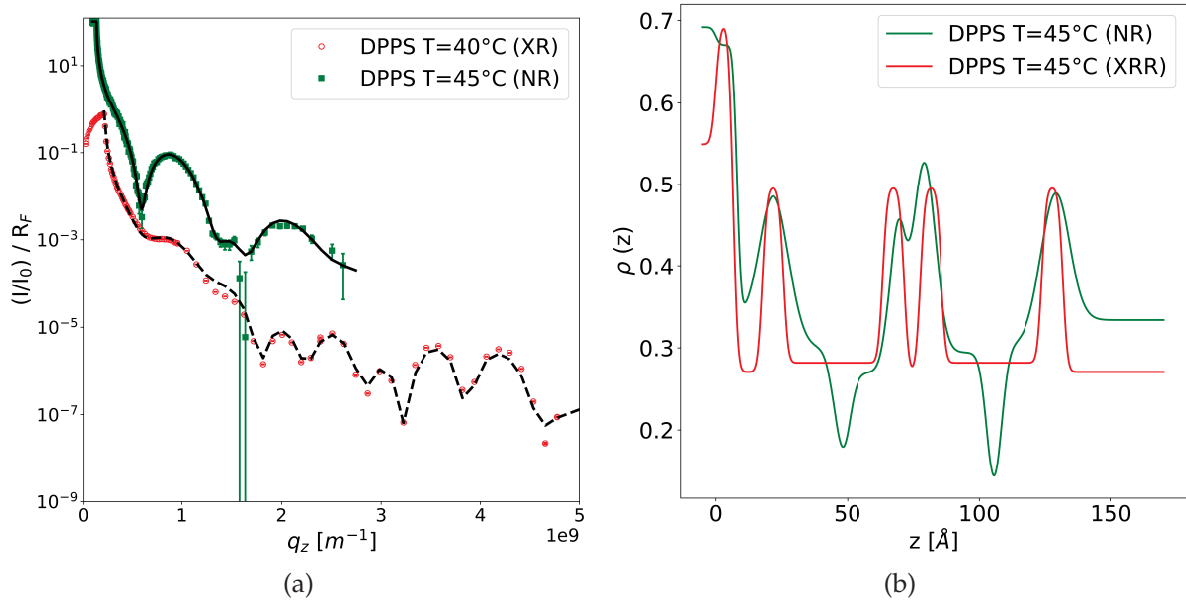 DPPS T=40°C (XR)
DPPS T=45°C (NR)
10¹
10⁻¹
10⁻³
10⁻⁵
10⁻⁷
10⁻⁹
(I/I₀) / R_F
0 1 2 3 4 5
1e9
q_z [m⁻¹]
(a)
DPPS T=45°C (NR)
DPPS T=45°C (XRR)
0.7
0.6
0.5
0.4
0.3
0.2
ρ (z)
0 50 100 150
z [Å]
(b)